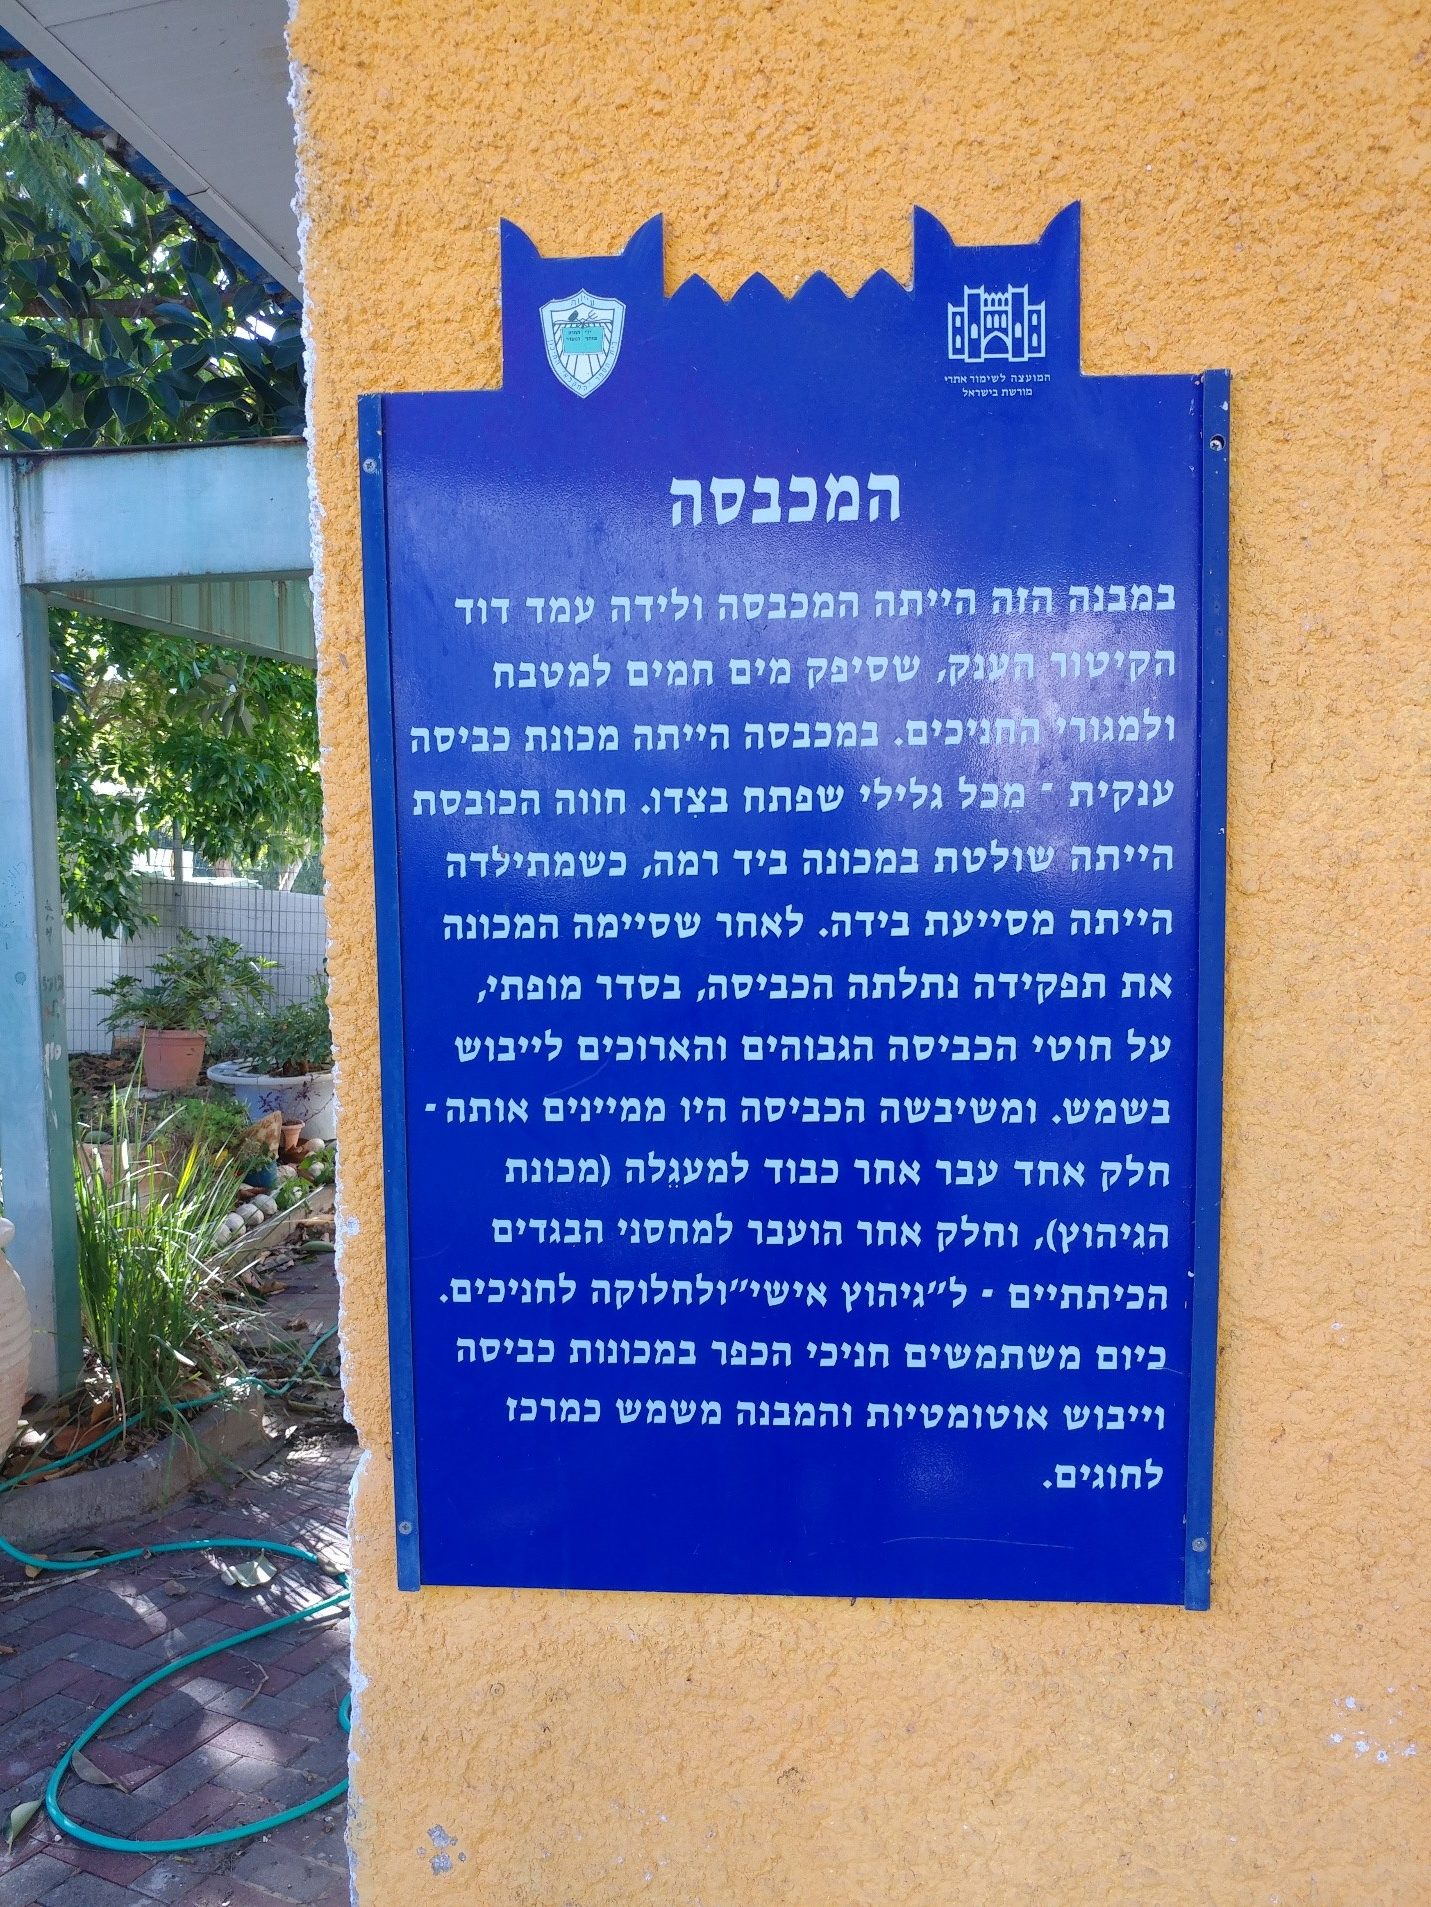 עיינות
המועצה לשימור אתרי
מורשת בישראל
המכבסה
במבנה הזה הייתה המכבסה ולידה עמד דוד
הקיטור הענק, שסיפק מים חמים למטבח
ולמגורי החניכים. במכבסה הייתה מכונת כביסה
ענקית - מֵכל גלילי שפתח בצִדו. חווה הכובסת
הייתה שולטת במכונה ביד רמה, כשמתילדה
הייתה מסייעת בידה. לאחר שסיימה המכונה
את תפקידה נתלתה הכביסה, בסדר מופתי,
על חוטי הכביסה הגבוהים והארוכים לייבוש
בשמש. ומשיבשה הכביסה היו ממיינים אותה -
חלק אחד עבר אחר כבוד למעגֵלה (מכונת
הגיהוץ), וחלק אחר הועבר למחסני הבגדים
הכיתתיים - ל״גיהוץ אישי״ולחלוקה לחניכים.
כיום משתמשים חניכי הכפר במכונות כביסה
וייבוש אוטומטיות והמבנה משמש כמרכז
לחוגים.